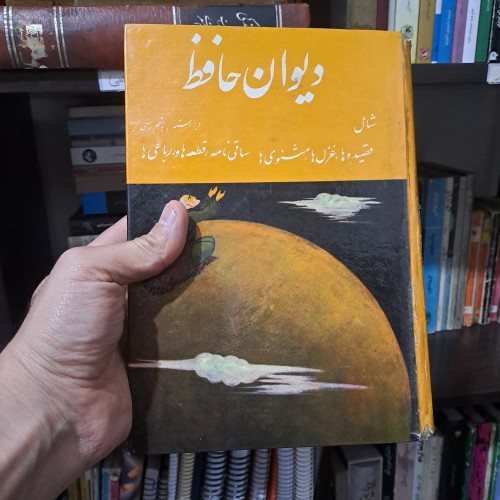 دیوان حافظ
شامل
قصیده‌ها، غزل‌ها، مثنوی‌ها، ساقی‌نامه، قطعه‌ها و رباعی‌ها